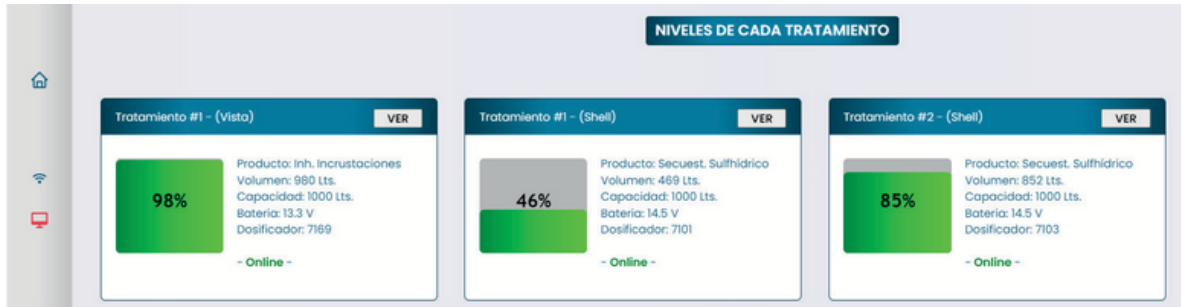 NIVELES DE CADA TRATAMIENTO
Tratamiento #1 - (Vista)
VER
98%
Producto: Inh. Incrustaciones
Volumen: 980 Lts.
Capacidad: 1000 Lts.
Bateria: 13.3 V
Dosificador: 7169
- Online -
Tratamiento #1 - (Shell)
VER
46%
Producto: Secuest. Sulfhídrico
Volumen: 469 Lts.
Capacidad: 1000 Lts.
Bateria: 14.5 V
Dosificador: 7101
- Online -
Tratamiento #2 - (Shell)
VER
85%
Producto: Secuest. Sulfhídrico
Volumen: 852 Lts.
Capacidad: 1000 Lts.
Bateria: 14.5 V
Dosificador: 7103
- Online -